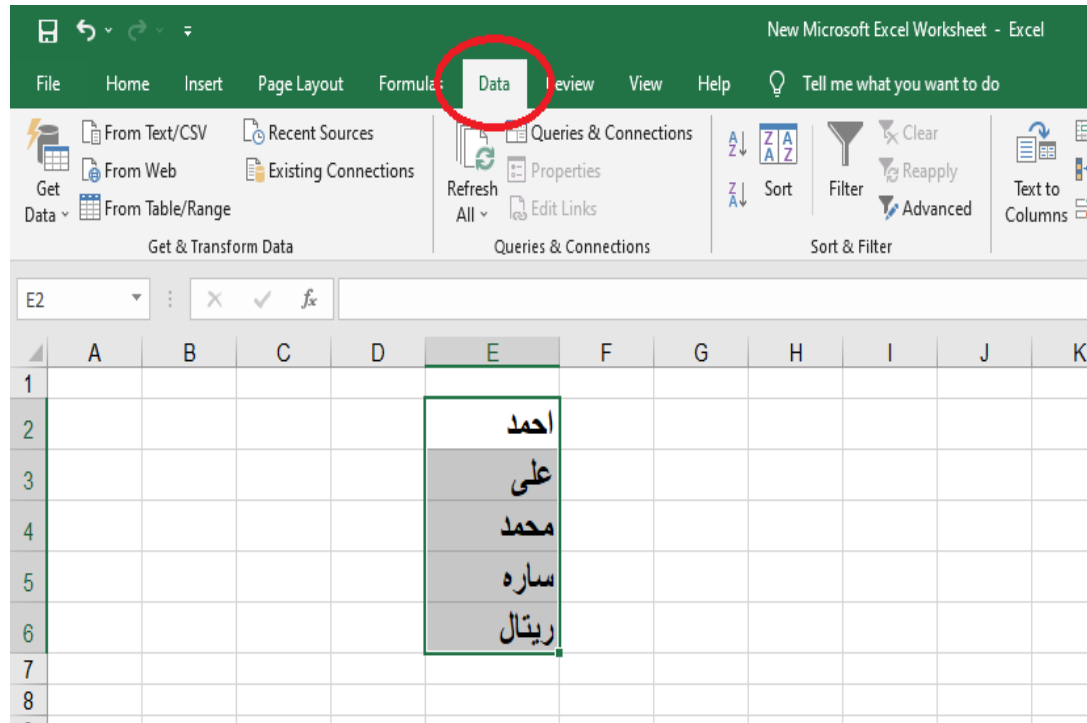 New Microsoft Excel Worksheet - Excel
File Home Insert Page Layout Formulas Data Review View Help Tell me what you want to do
From Text/CSV Recent Sources Queries & Connections Clear
From Web Existing Connections Properties Reapply
Get Data From Table/Range Refresh All Edit Links Sort Filter Advanced Text to Columns
Get & Transform Data Queries & Connections Sort & Filter
E2 fx
A B C D E F G H I J K
1
2 احمد
3 على
4 محمد
5 ساره
6 ريتال
7
8